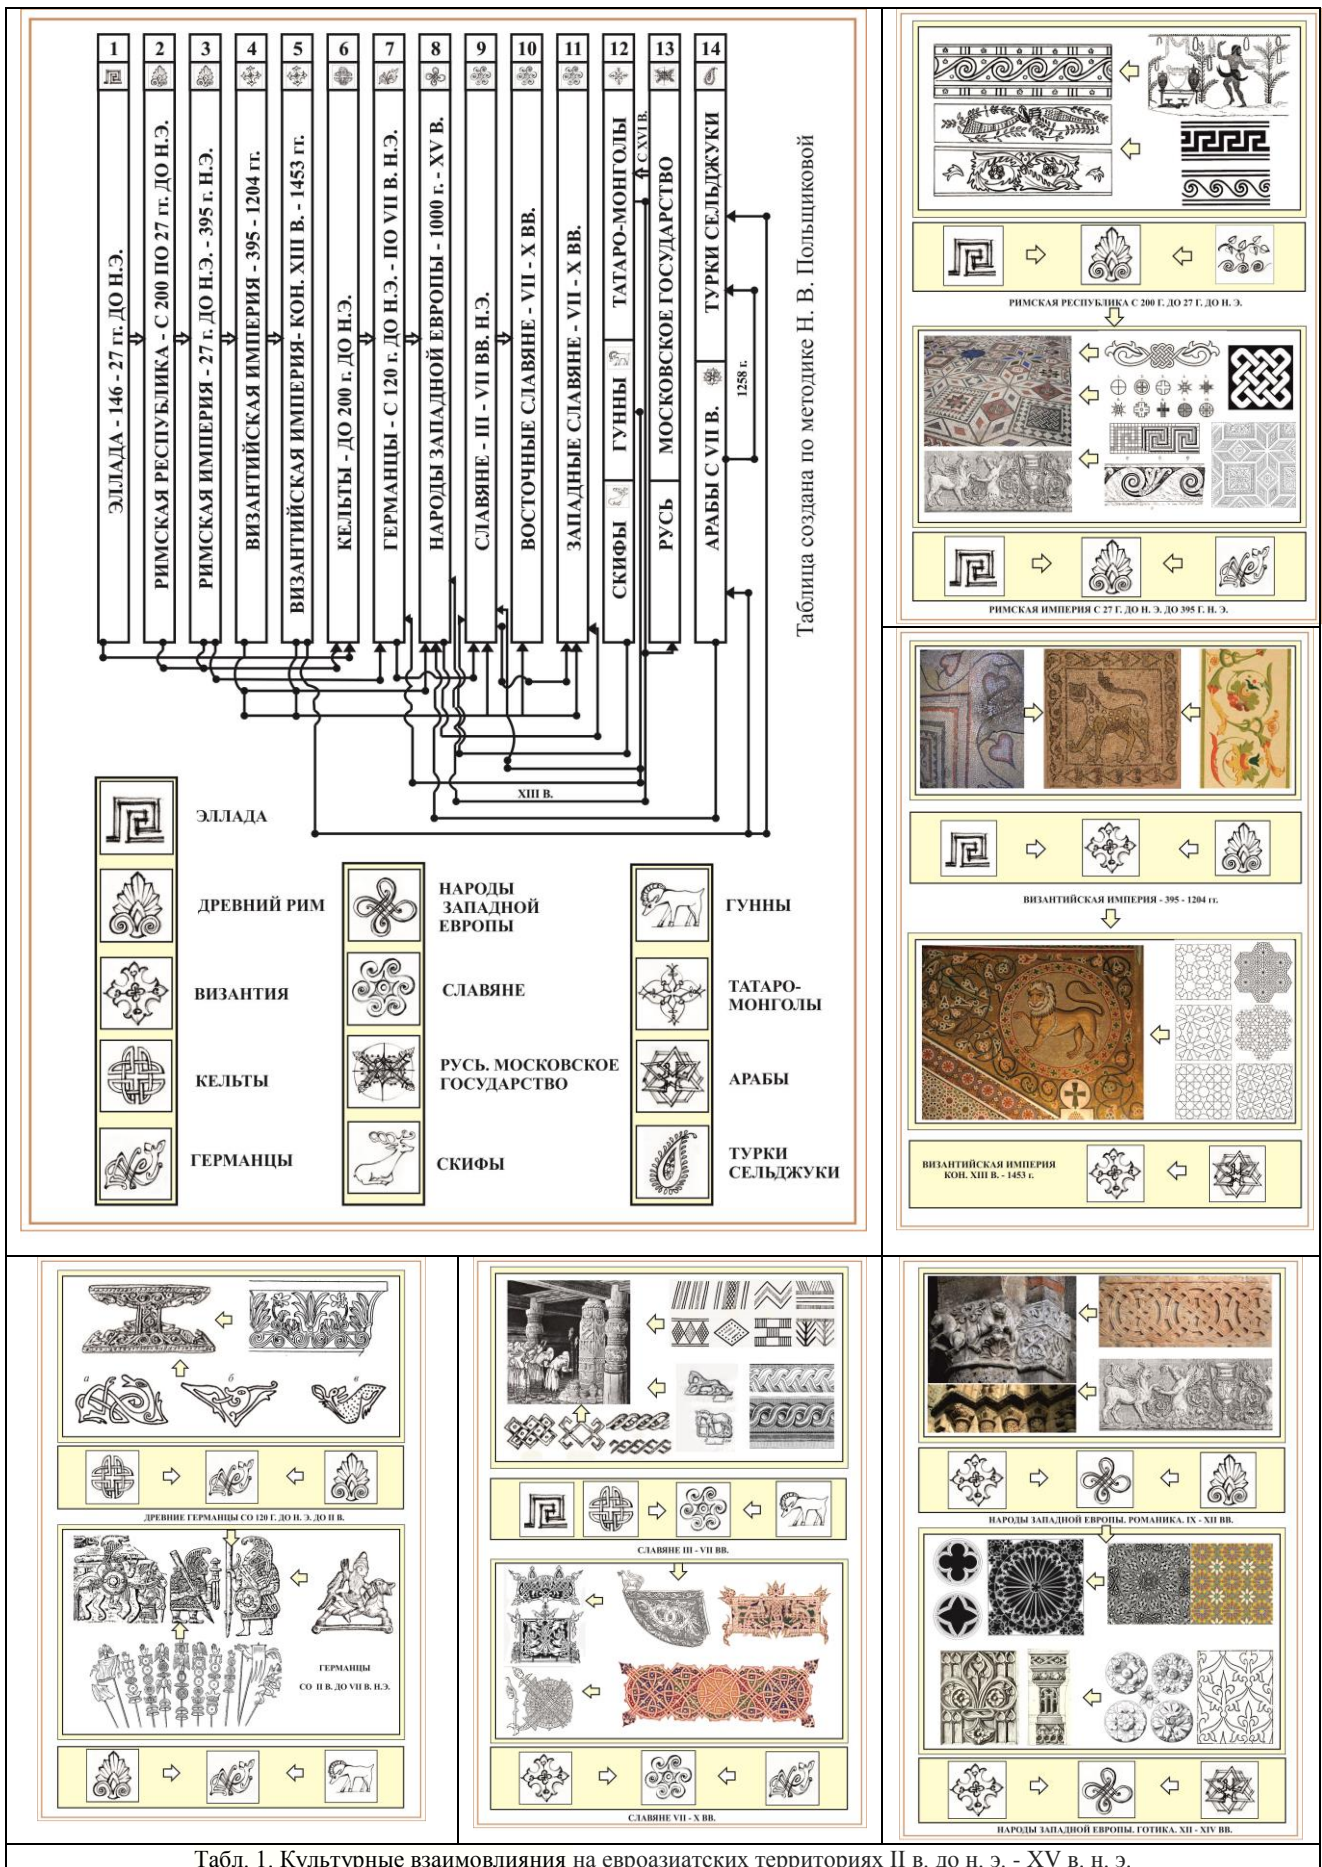 1
2
3
4
5
6
7
8
9
10
11
12
13
14
ЭЛЛАДА - 146 - 27 гг. ДО Н.Э.
РИМСКАЯ РЕСПУБЛИКА - С 200 ПО 27 гг. ДО Н.Э.
РИМСКАЯ ИМПЕРИЯ - 27 г. ДО Н.Э. - 395 г. Н.Э.
ВИЗАНТИЙСКАЯ ИМПЕРИЯ - 395 - 1204 гг.
ВИЗАНТИЙСКАЯ ИМПЕРИЯ- КОН. XIII В. - 1453 гг.
КЕЛЬТЫ - ДО 200 г. ДО Н.Э.
ГЕРМАНЦЫ - С 120 г. ДО Н.Э. - ПО VII В. Н.Э.
НАРОДЫ ЗАПАДНОЙ ЕВРОПЫ - 1000 г. - XV В.
СЛАВЯНЕ - III - VII ВВ. Н.Э.
ВОСТОЧНЫЕ СЛАВЯНЕ - VII - X ВВ.
ЗАПАДНЫЕ СЛАВЯНЕ - VII - X ВВ.
СКИФЫ
ГУННЫ
ТАТАРО-МОНГОЛЫ
С XVI В.
РУСЬ
МОСКОВСКОЕ ГОСУДАРСТВО
АРАБЫ С VII В.
ТУРКИ СЕЛЬДЖУКИ
1258 г.
Таблица создана по методике Н. В. Польщиковой
XIII В.
ЭЛЛАДА
ДРЕВНИЙ РИМ
ВИЗАНТИЯ
КЕЛЬТЫ
ГЕРМАНЦЫ
НАРОДЫ
ЗАПАДНОЙ
ЕВРОПЫ
СЛАВЯНЕ
РУСЬ. МОСКОВСКОЕ
ГОСУДАРСТВО
СКИФЫ
ГУННЫ
ТАТАРО-
МОНГОЛЫ
АРАБЫ
ТУРКИ
СЕЛЬДЖУКИ
РИМСКАЯ РЕСПУБЛИКА С 200 Г. ДО 27 Г. ДО Н. Э.
РИМСКАЯ ИМПЕРИЯ С 27 Г. ДО Н. Э. ДО 395 Г. Н. Э.
ВИЗАНТИЙСКАЯ ИМПЕРИЯ - 395 - 1204 гг.
ВИЗАНТИЙСКАЯ ИМПЕРИЯ
КОН. XIII В. - 1453 г.
а
б
в
ДРЕВНИЕ ГЕРМАНЦЫ СО 120 Г. ДО Н. Э. ДО II В.
ГЕРМАНЦЫ
СО II В. ДО VII В. Н.Э.
СЛАВЯНЕ III - VII ВВ.
СЛАВЯНЕ VII - X ВВ.
НАРОДЫ ЗАПАДНОЙ ЕВРОПЫ. РОМАНИКА. IX - XII ВВ.
НАРОДЫ ЗАПАДНОЙ ЕВРОПЫ. ГОТИКА. XII - XIV ВВ.
Табл. 1. Культурные взаимовлияния на евроазиатских территориях II в. до н. э. - XV в. н. э.